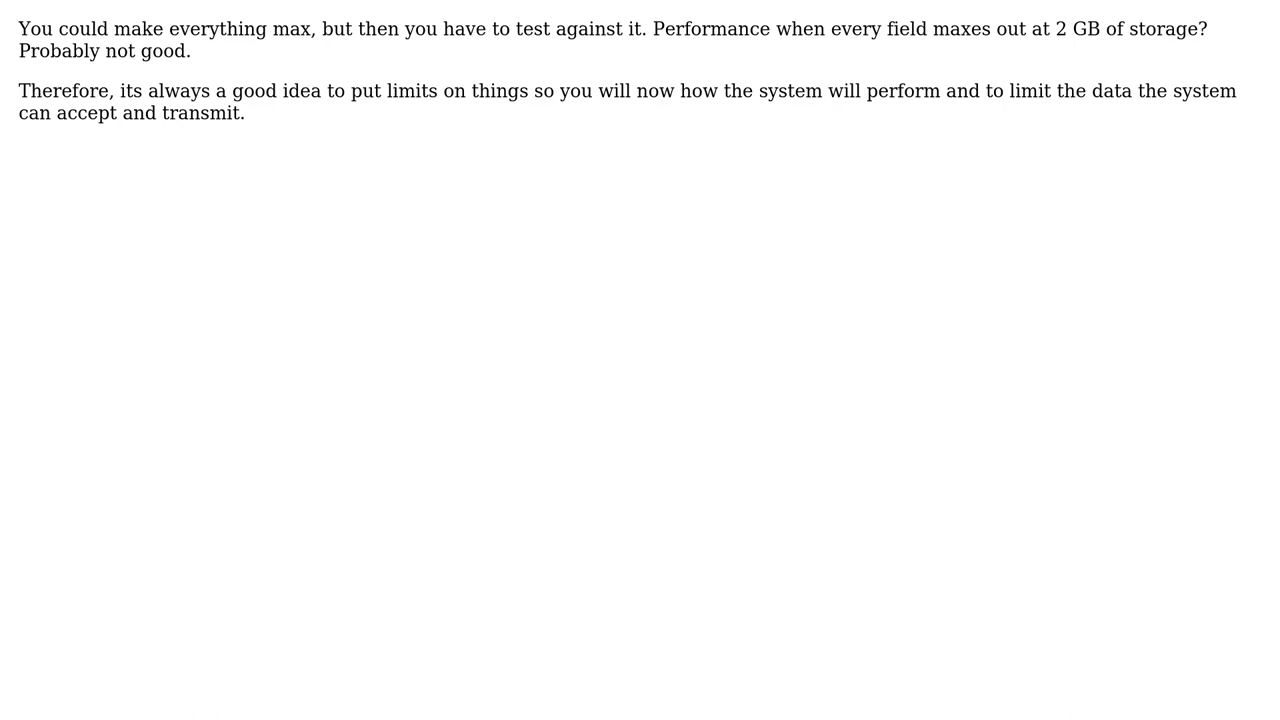 You could make everything max, but then you have to test against it. Performance when every field maxes out at 2 GB of storage?
Probably not good.
Therefore, its always a good idea to put limits on things so you will now how the system will perform and to limit the data the system
can accept and transmit.